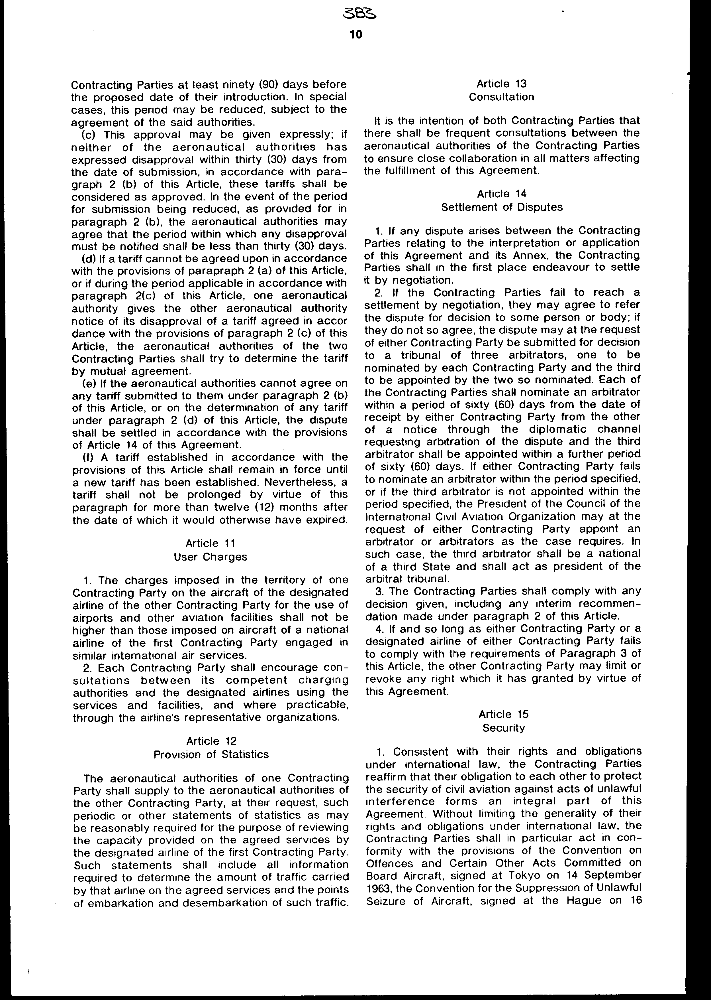 383
10
Contracting Parties at least ninety (90) days before
the proposed date of their introduction. In special
cases, this period may be reduced, subject to the
agreement of the said authorities.
(c) This approval may be given expressly; if
neither of the aeronautical authorities has
expressed disapproval within thirty (30) days from
the date of submission, in accordance with para-
graph 2 (b) of this Article, these tariffs shall be
considered as approved. In the event of the period
for submission being reduced, as provided for in
paragraph 2 (b), the aeronautical authorities may
agree that the period within which any disapproval
must be notified shall be less than thirty (30) days.
(d) If a tariff cannot be agreed upon in accordance
with the provisions of parapraph 2 (a) of this Article,
or if during the period applicable in accordance with
paragraph 2(c) of this Article, one aeronautical
authority gives the other aeronautical authority
notice of its disapproval of a tariff agreed in accor
dance with the provisions of paragraph 2 (c) of this
Article, the aeronautical authorities of the two
Contracting Parties shall try to determine the tariff
by mutual agreement.
(e) If the aeronautical authorities cannot agree on
any tariff submitted to them under paragraph 2 (b)
of this Article, or on the determination of any tariff
under paragraph 2 (d) of this Article, the dispute
shall be settled in accordance with the provisions
of Article 14 of this Agreement.
(f) A tariff established in accordance with the
provisions of this Article shall remain in force until
a new tariff has been established. Nevertheless, a
tariff shall not be prolonged by virtue of this
paragraph for more than twelve (12) months after
the date of which it would otherwise have expired.
Article 11
User Charges
1. The charges imposed in the territory of one
Contracting Party on the aircraft of the designated
airline of the other Contracting Party for the use of
airports and other aviation facilities shall not be
higher than those imposed on aircraft of a national
airline of the first Contracting Party engaged in
similar international air services.
2. Each Contracting Party shall encourage con-
sultations between its competent charging
authorities and the designated airlines using the
services and facilities, and where practicable,
through the airline's representative organizations.
Article 12
Provision of Statistics
The aeronautical authorities of one Contracting
Party shall supply to the aeronautical authorities of
the other Contracting Party, at their request, such
periodic or other statements of statistics as may
be reasonably required for the purpose of reviewing
the capacity provided on the agreed services by
the designated airline of the first Contracting Party.
Such statements shall include all information
required to determine the amount of traffic carried
by that airline on the agreed services and the points
of embarkation and desembarkation of such traffic.
Article 13
Consultation
It is the intention of both Contracting Parties that
there shall be frequent consultations between the
aeronautical authorities of the Contracting Parties
to ensure close collaboration in all matters affecting
the fulfillment of this Agreement.
Article 14
Settlement of Disputes
1. If any dispute arises between the Contracting
Parties relating to the interpretation or application
of this Agreement and its Annex, the Contracting
Parties shall in the first place endeavour to settle
it by negotiation.
2. If the Contracting Parties fail to reach a
settlement by negotiation, they may agree to refer
the dispute for decision to some person or body; if
they do not so agree, the dispute may at the request
of either Contracting Party be submitted for decision
to a tribunal of three arbitrators, one to be
nominated by each Contracting Party and the third
to be appointed by the two so nominated. Each of
the Contracting Parties shall nominate an arbitrator
within a period of sixty (60) days from the date of
receipt by either Contracting Party from the other
of a notice through the diplomatic channel
requesting arbitration of the dispute and the third
arbitrator shall be appointed within a further period
of sixty (60) days. If either Contracting Party fails
to nominate an arbitrator within the period specified,
or if the third arbitrator is not appointed within the
period specified, the President of the Council of the
International Civil Aviation Organization may at the
request of either Contracting Party appoint an
arbitrator or arbitrators as the case requires. In
such case, the third arbitrator shall be a national
of a third State and shall act as president of the
arbitral tribunal.
3. The Contracting Parties shall comply with any
decision given, including any interim recommen-
dation made under paragraph 2 of this Article.
4. If and so long as either Contracting Party or a
designated airline of either Contracting Party fails
to comply with the requirements of Paragraph 3 of
this Article, the other Contracting Party may limit or
revoke any right which it has granted by virtue of
this Agreement.
Article 15
Security
1. Consistent with their rights and obligations
under international law, the Contracting Parties
reaffirm that their obligation to each other to protect
the security of civil aviation against acts of unlawful
interference forms an integral part of this
Agreement. Without limiting the generality of their
rights and obligations under international law, the
Contracting Parties shall in particular act in con-
formity with the provisions of the Convention on
Offences and Certain Other Acts Committed on
Board Aircraft, signed at Tokyo on 14 September
1963, the Convention for the Suppression of Unlawful
Seizure of Aircraft, signed at the Hague on 16